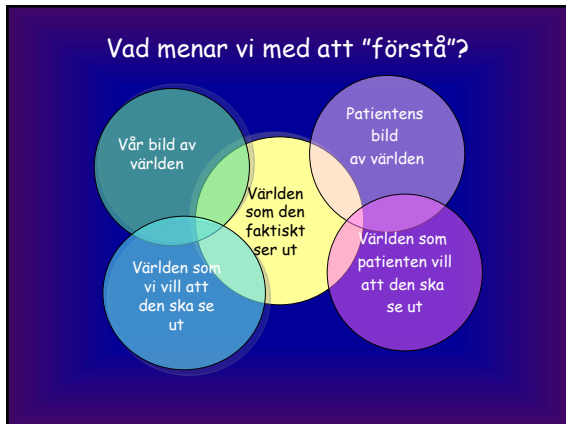 Vad menar vi med att ”förstå”?
Vår bild av
världen
Patientens
bild
av världen
Världen
som den
faktiskt
ser ut
Världen som
vi vill att
den ska se
ut
Världen som
patienten vill
att den ska
se ut